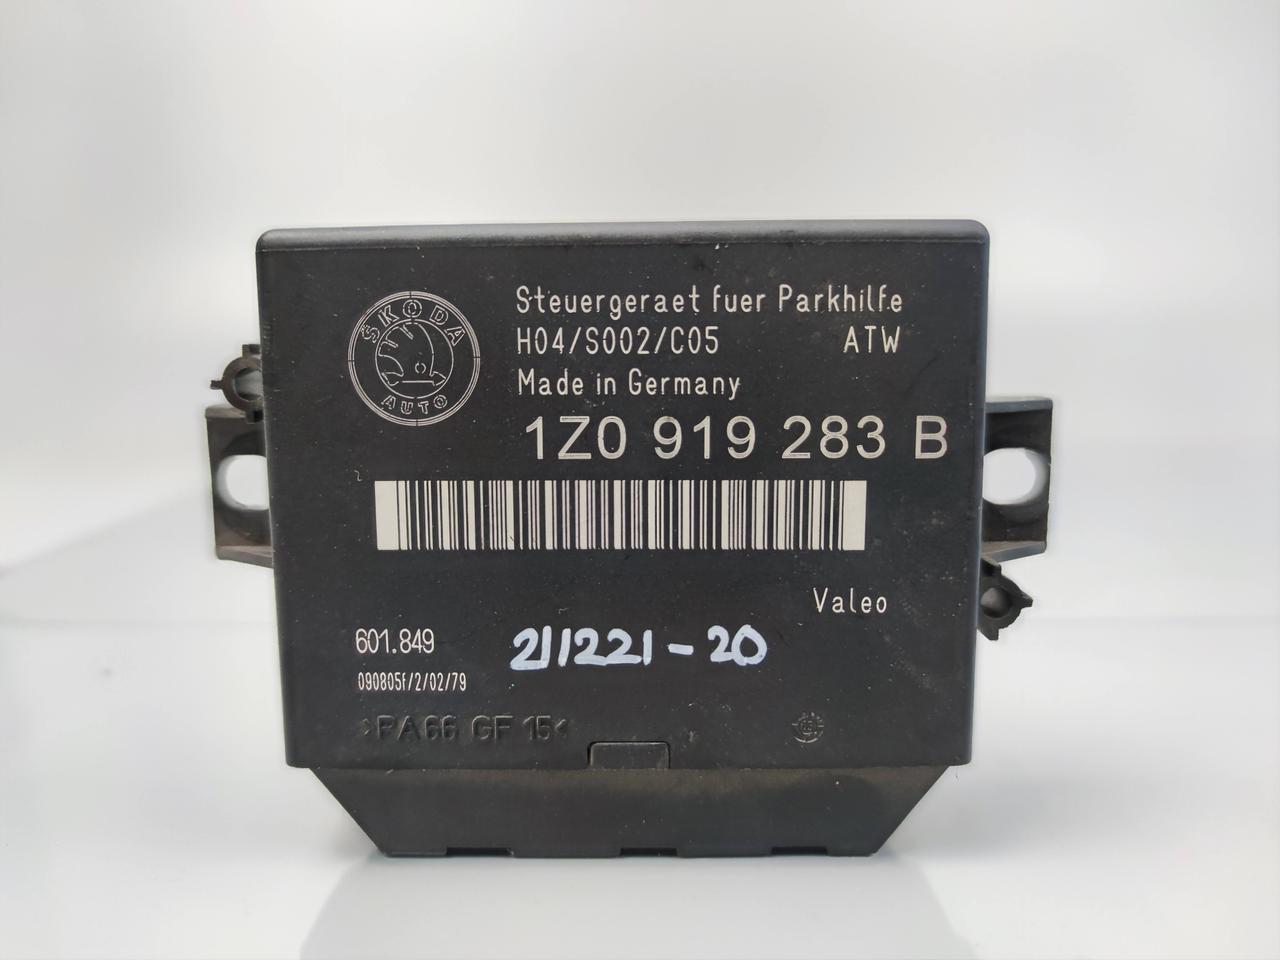 SKODA
AUTO
Steuergeraet fuer Parkhilfe
H04/S002/C05 ATW
Made in Germany
1Z0 919 283 B
Valeo
601.849
211221-20
090805f/2/02/79
>PA66 GF 15<